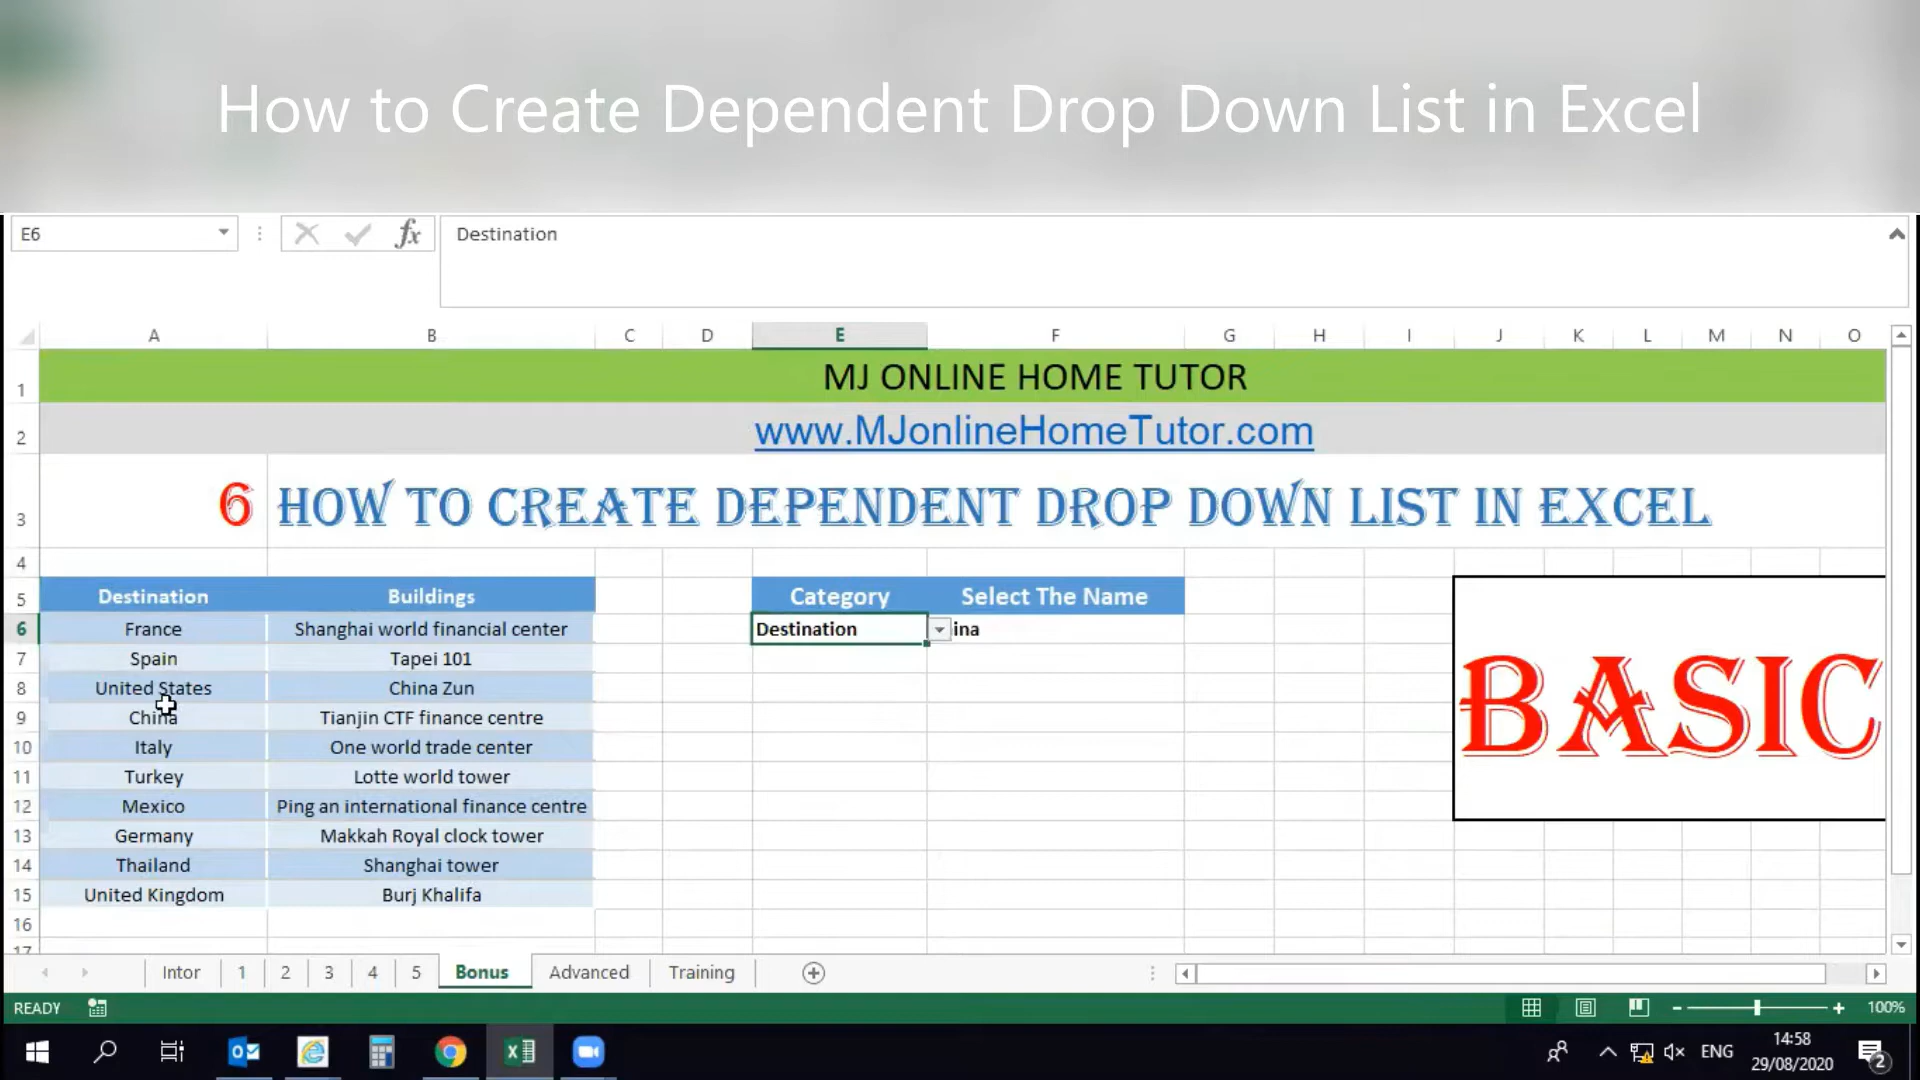 How to Create Dependent Drop Down List in Excel
E6
fx
Destination
A B C D E F G H I J K L M N O
1 MJ ONLINE HOME TUTOR
2 www.MJonlineHomeTutor.com
3 6 HOW TO CREATE DEPENDENT DROP DOWN LIST IN EXCEL
4
5 Destination Buildings Category Select The Name
6 France Shanghai world financial center Destination ina
7 Spain Tapei 101
8 United States China Zun
9 China Tianjin CTF finance centre
BASIC
10 Italy One world trade center
11 Turkey Lotte world tower
12 Mexico Ping an international finance centre
13 Germany Makkah Royal clock tower
14 Thailand Shanghai tower
15 United Kingdom Burj Khalifa
16
17
Intor 1 2 3 4 5 Bonus Advanced Training
READY 100%
ENG 14:58
29/08/2020 2